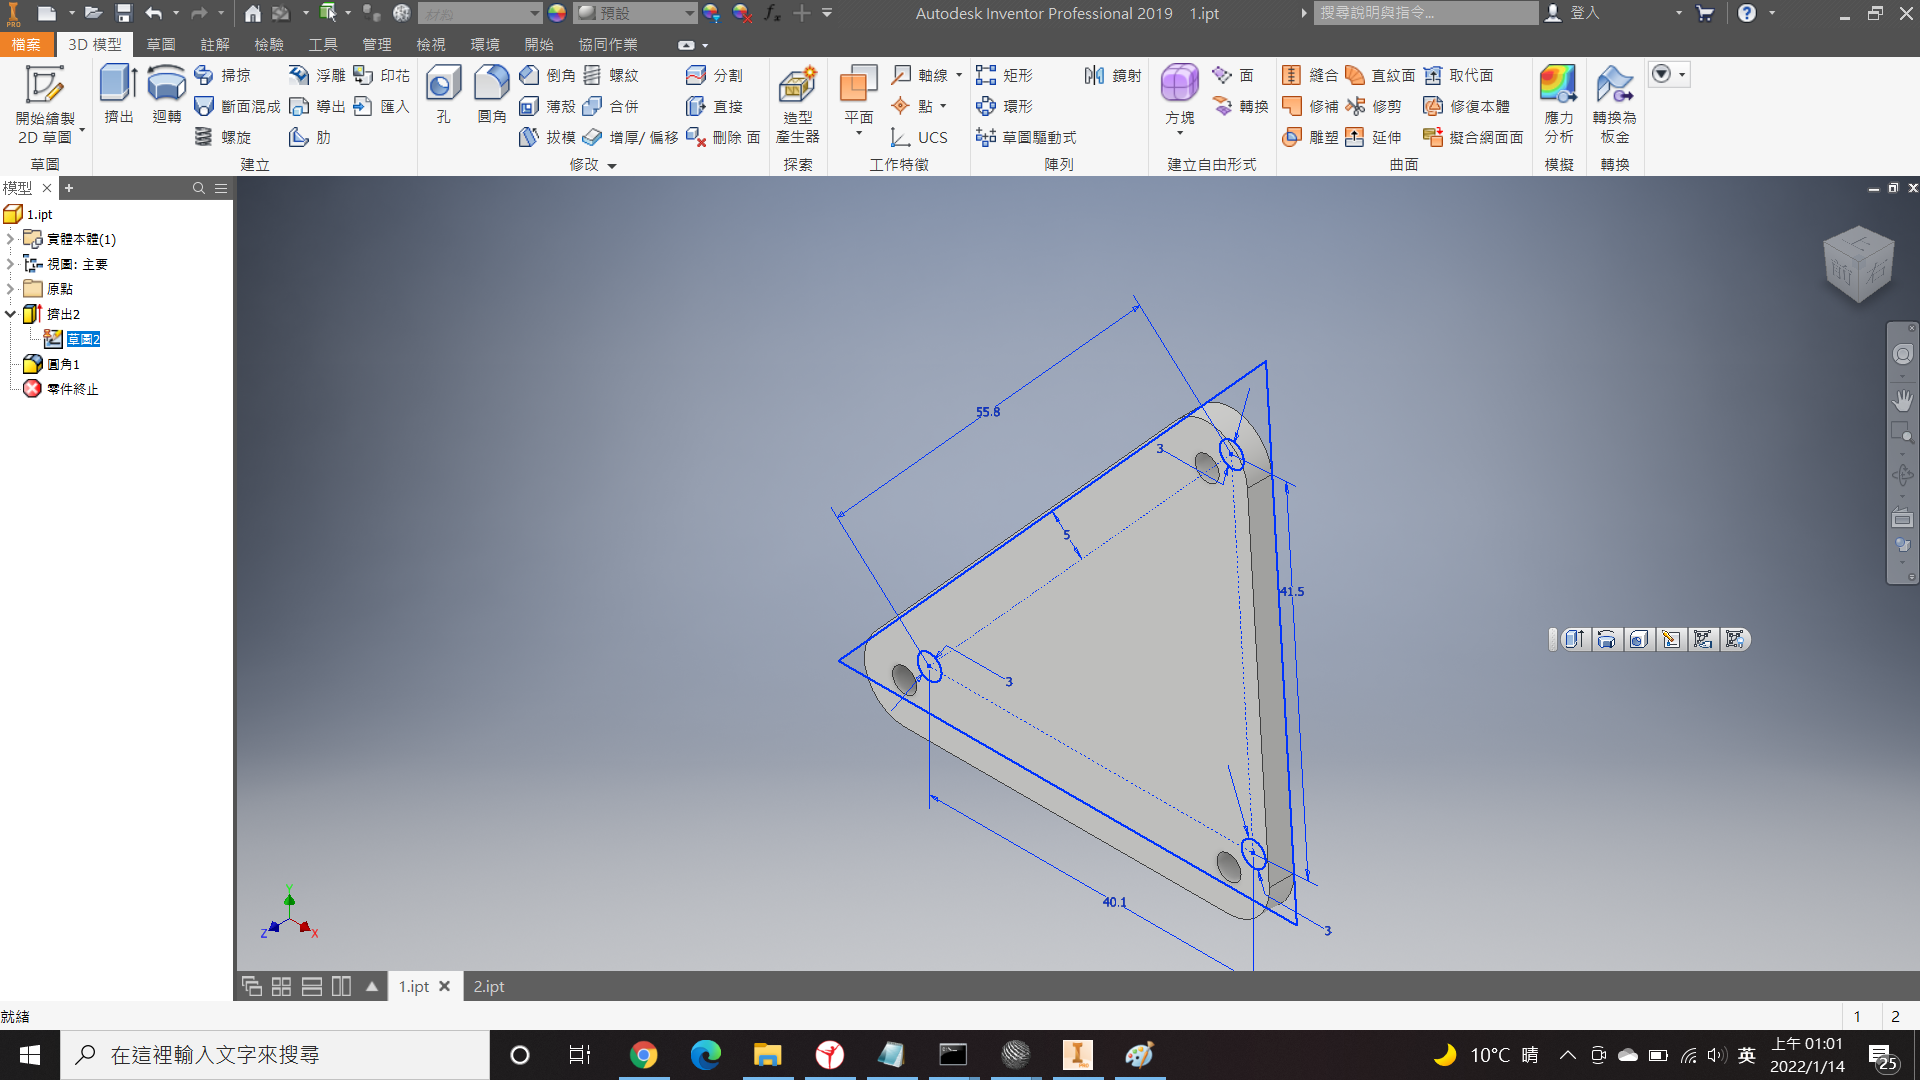 PRO
材料
預設
fx
Autodesk Inventor Professional 2019 1.ipt
搜尋說明與指令...
登入
檔案 3D 模型 草圖 註解 檢驗 工具 管理 檢視 環境 開始 協同作業
開始繪製
2D 草圖
草圖
擠出 迴轉
掃掠 浮雕 印花
斷面混成 導出 匯入
螺旋 肋
建立
孔 圓角
倒角 螺紋 分割
薄殼 合併 直接
拔模 增厚/ 偏移 刪除 面
修改
造型
產生器
探索
平面
軸線
點
UCS
工作特徵
矩形 鏡射
環形
草圖驅動式
陣列
方塊
面
轉換
建立自由形式
縫合 直紋面 取代面
修補 修剪 修復本體
雕塑 延伸 擬合網面面
曲面
應力
分析
模擬
轉換為
板金
轉換
模型
1.ipt
實體本體(1)
視圖: 主要
原點
擠出2
草圖2
圓角1
零件終止
上
前
右
55.8
3
5
41.5
3
40.1
3
Y
Z
X
1.ipt
2.ipt
就緒
1 2
在這裡輸入文字來搜尋
I
PRO
10°C 晴
英
上午 01:01
2022/1/14
25